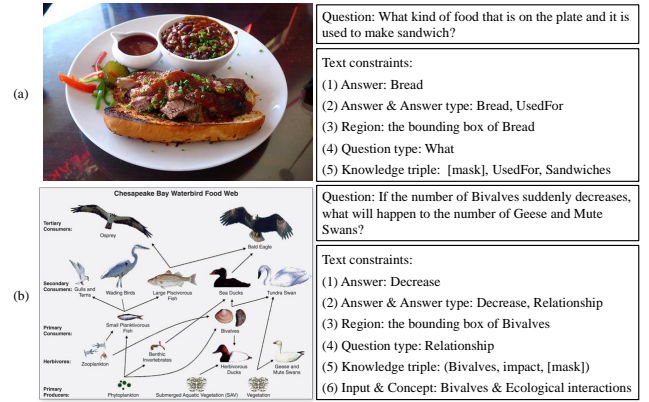 (a)
Question: What kind of food that is on the plate and it is
used to make sandwich?
Text constraints:
(1) Answer: Bread
(2) Answer & Answer type: Bread, UsedFor
(3) Region: the bounding box of Bread
(4) Question type: What
(5) Knowledge triple: [mask], UsedFor, Sandwiches
(b)
Chesapeake Bay Waterbird Food Web
Tertiary
Consumers:
Osprey
Bald Eagle
Secondary
Consumers:
Gulls and
Terns
Wading Birds
Large Piscivorous
Fish
Sea Ducks
Tundra Swan
Primary
Consumers:
Small Planktivorous
Fish
Bivalves
Herbivores:
Zooplankton
Benthic
Invertebrates
Herbivorous
Ducks
Geese and
Mute Swans
Primary
Producers:
Phytoplankton
Submerged Aquatic Vegetation (SAV)
Vegetation
Question: If the number of Bivalves suddenly decreases,
what will happen to the number of Geese and Mute
Swans?
Text constraints:
(1) Answer: Decrease
(2) Answer & Answer type: Decrease, Relationship
(3) Region: the bounding box of Bivalves
(4) Question type: Relationship
(5) Knowledge triple: (Bivalves, impact, [mask])
(6) Input & Concept: Bivalves & Ecological interactions